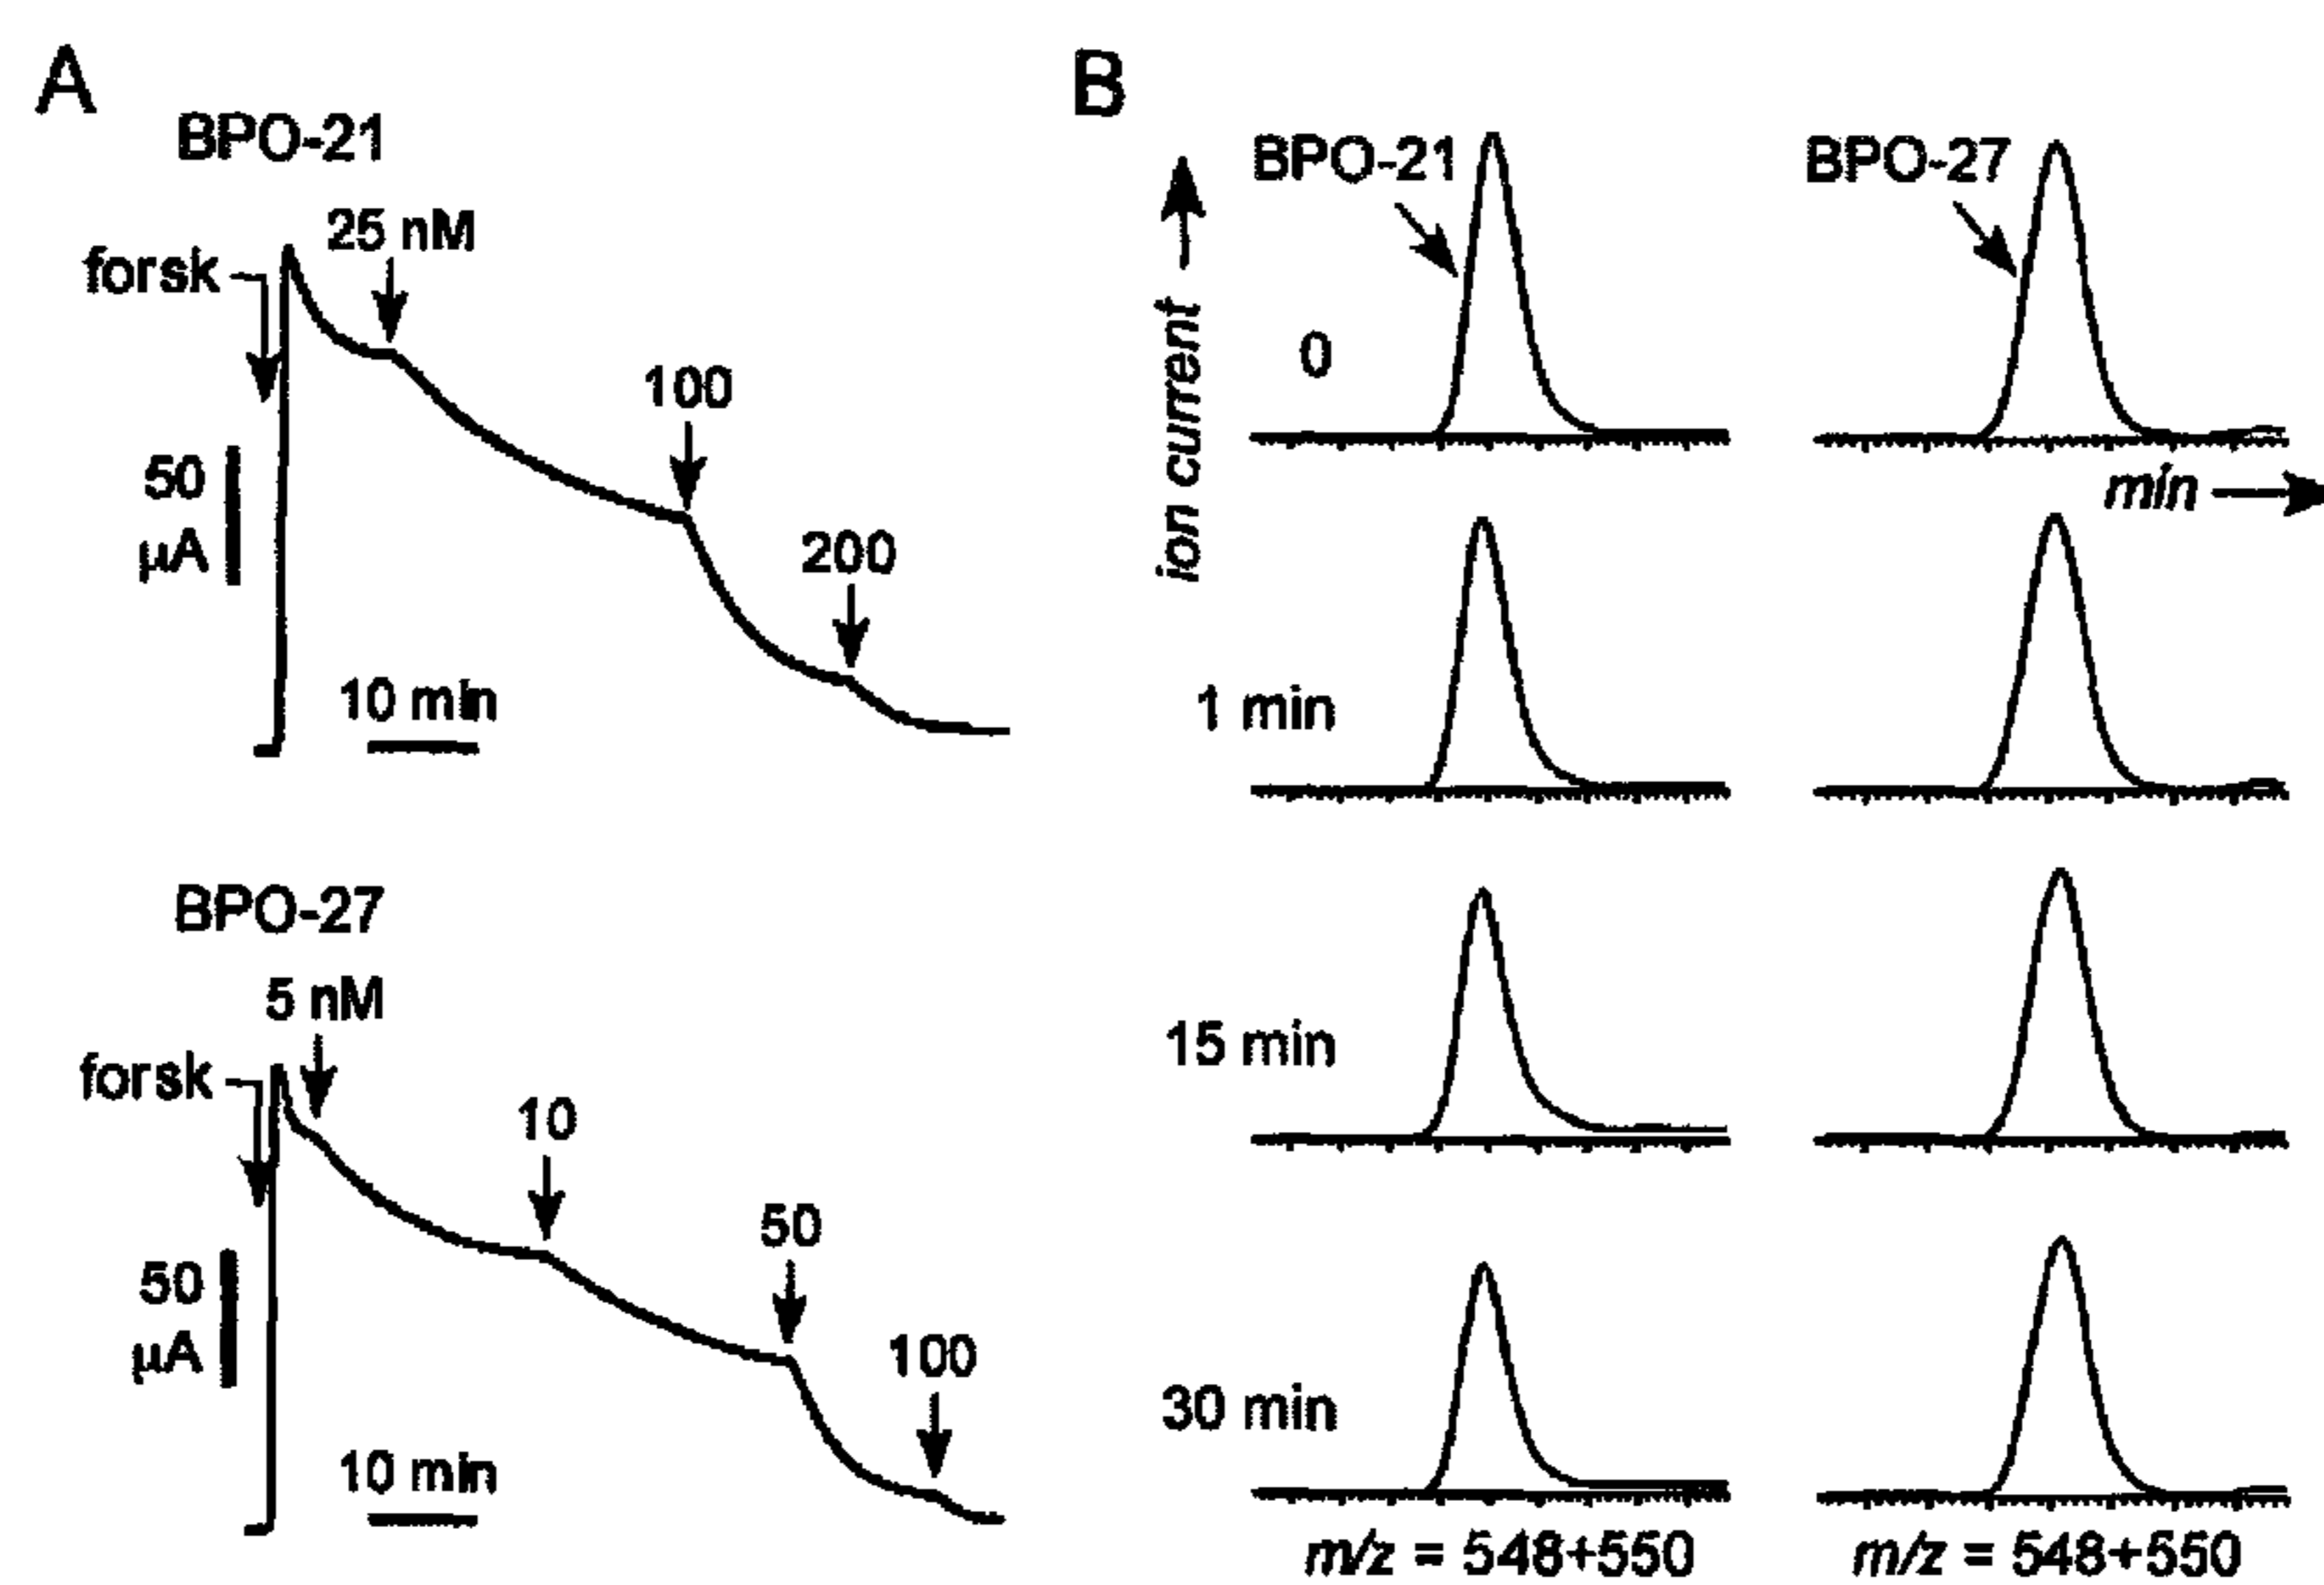 A
BPO-21
forsk
25 nM
100
200
50
µA
10 min
BPO-27
forsk
5 nM
10
50
100
50
µA
10 min
B
ion current
BPO-21
BPO-27
0
min
1 min
15 min
30 min
m/z = 548+550
m/z = 548+550